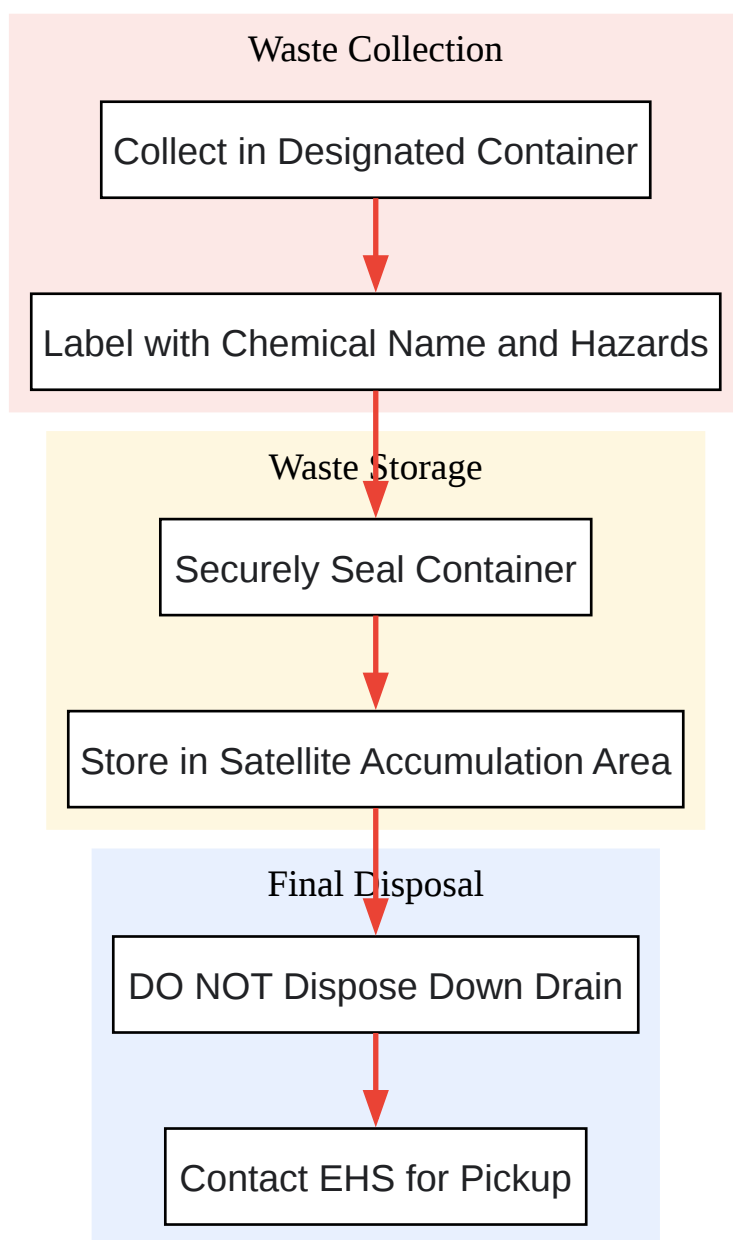 Waste Collection
Collect in Designated Container
Label with Chemical Name and Hazards
Waste Storage
Securely Seal Container
Store in Satellite Accumulation Area
Final Disposal
DO NOT Dispose Down Drain
Contact EHS for Pickup